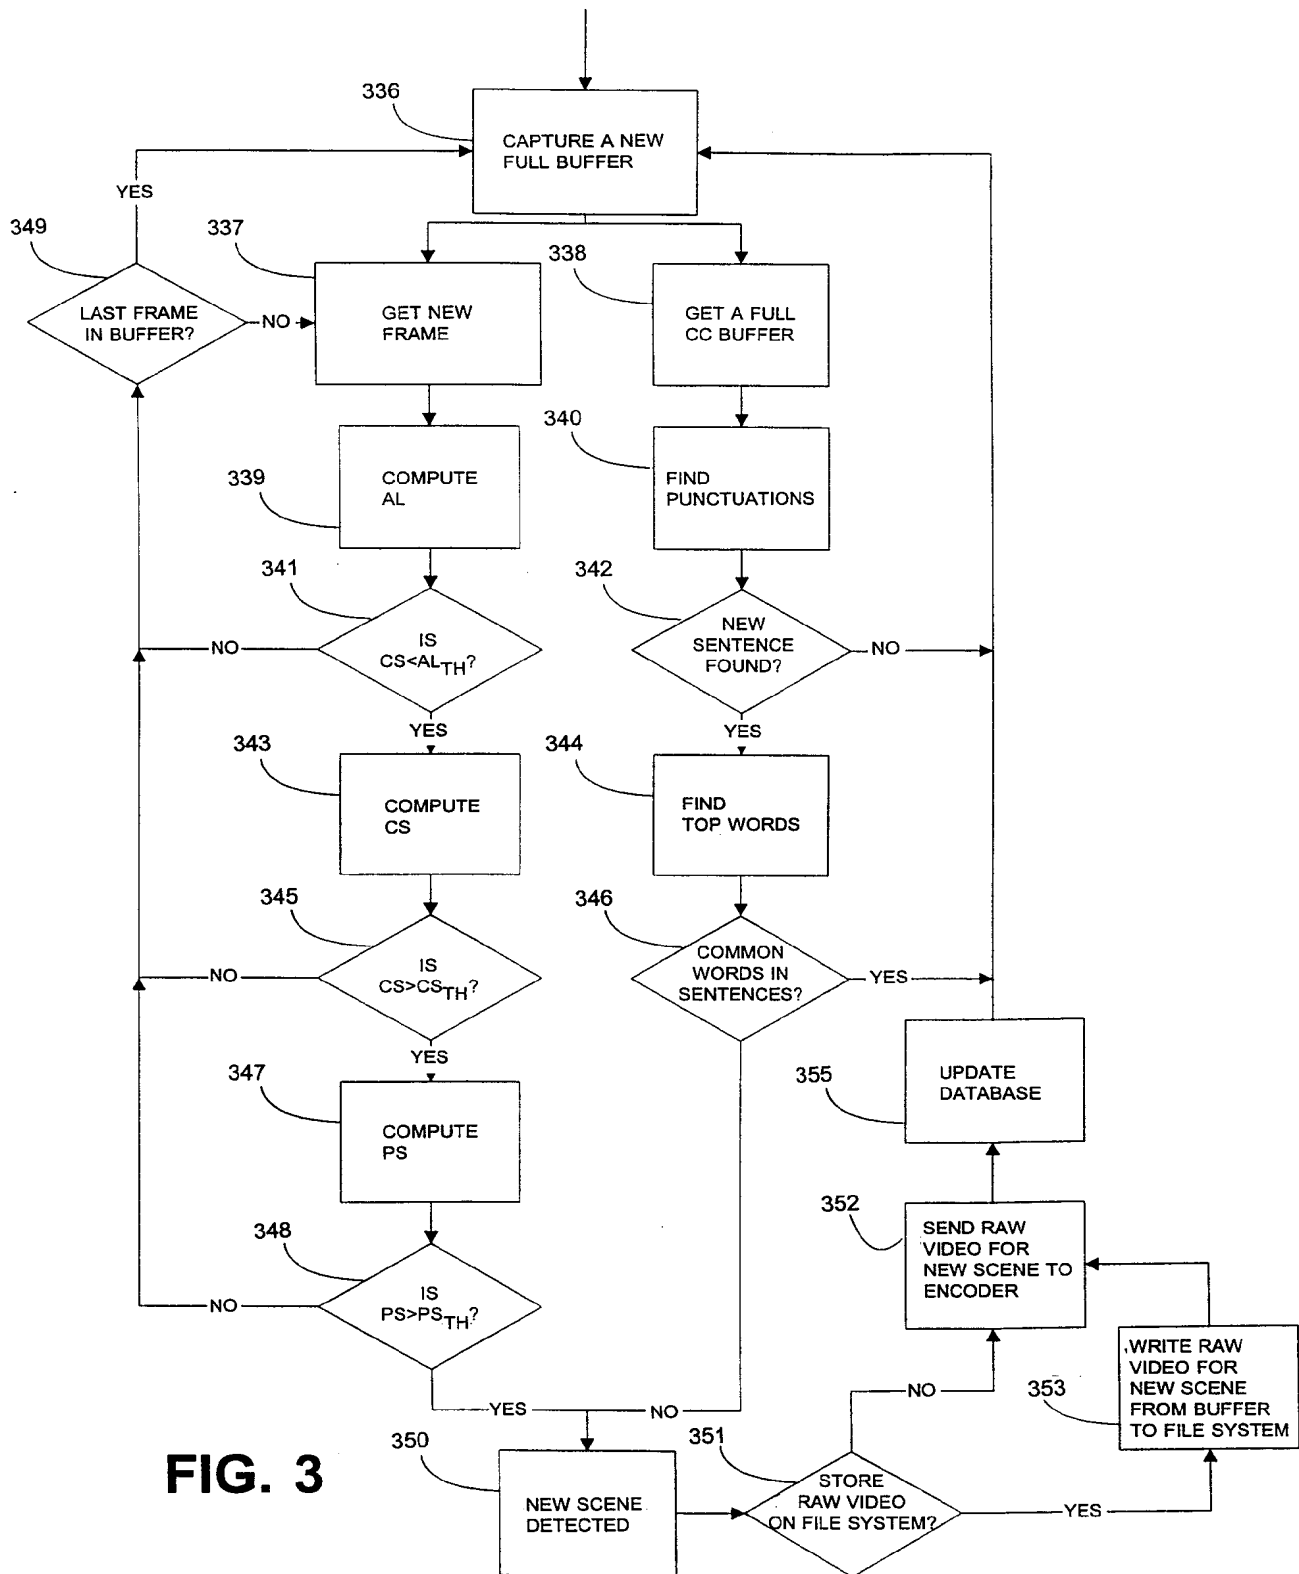 336
CAPTURE A NEW
FULL BUFFER
YES
349
337
338
LAST FRAME
IN BUFFER?
NO
GET NEW
FRAME
GET A FULL
CC BUFFER
340
339
COMPUTE
AL
FIND
PUNCTUATIONS
341
342
IS
CS<AL_TH?
NO
NEW
SENTENCE
FOUND?
NO
YES
YES
343
344
COMPUTE
CS
FIND
TOP WORDS
345
346
IS
CS>CS_TH?
NO
COMMON
WORDS IN
SENTENCES?
YES
YES
347
COMPUTE
PS
355
UPDATE
DATABASE
348
IS
PS>PS_TH?
NO
352
SEND RAW
VIDEO FOR
NEW SCENE TO
ENCODER
353
WRITE RAW
VIDEO FOR
NEW SCENE
FROM BUFFER
TO FILE SYSTEM
YES
NO
NO
350
351
NEW SCENE
DETECTED
STORE
RAW VIDEO
ON FILE SYSTEM?
YES
FIG. 3